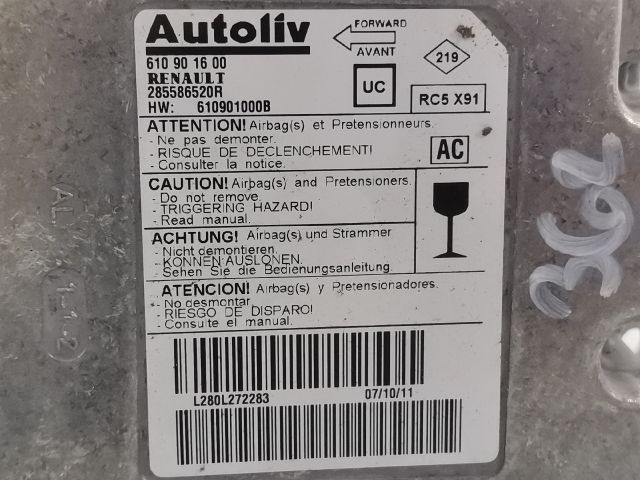 Autoliv
FORWARD
AVANT
219
610 90 16 00
RENAULT
285586520R
HW: 610901000B
UC
RC5 X91
ATTENTION! Airbag(s) et Pretensionneurs.
- Ne pas demonter.
- RISQUE DE DECLENCHEMENT!
- Consulter la notice.
AC
CAUTION! Airbag(s) and Pretensioners.
- Do not remove.
- TRIGGERING HAZARD!
- Read manual.
ACHTUNG! Airbag(s) und Strammer
- Nicht demontieren.
- KONNEN AUSLONEN.
- Sehen Sie die Bedienungsanleitung.
ATENCION! Airbag(s) y Pretensionadores.
- No desmontar
- RIESGO DE DISPARO!
- Consulte el manual.
L280L272283 07/10/11